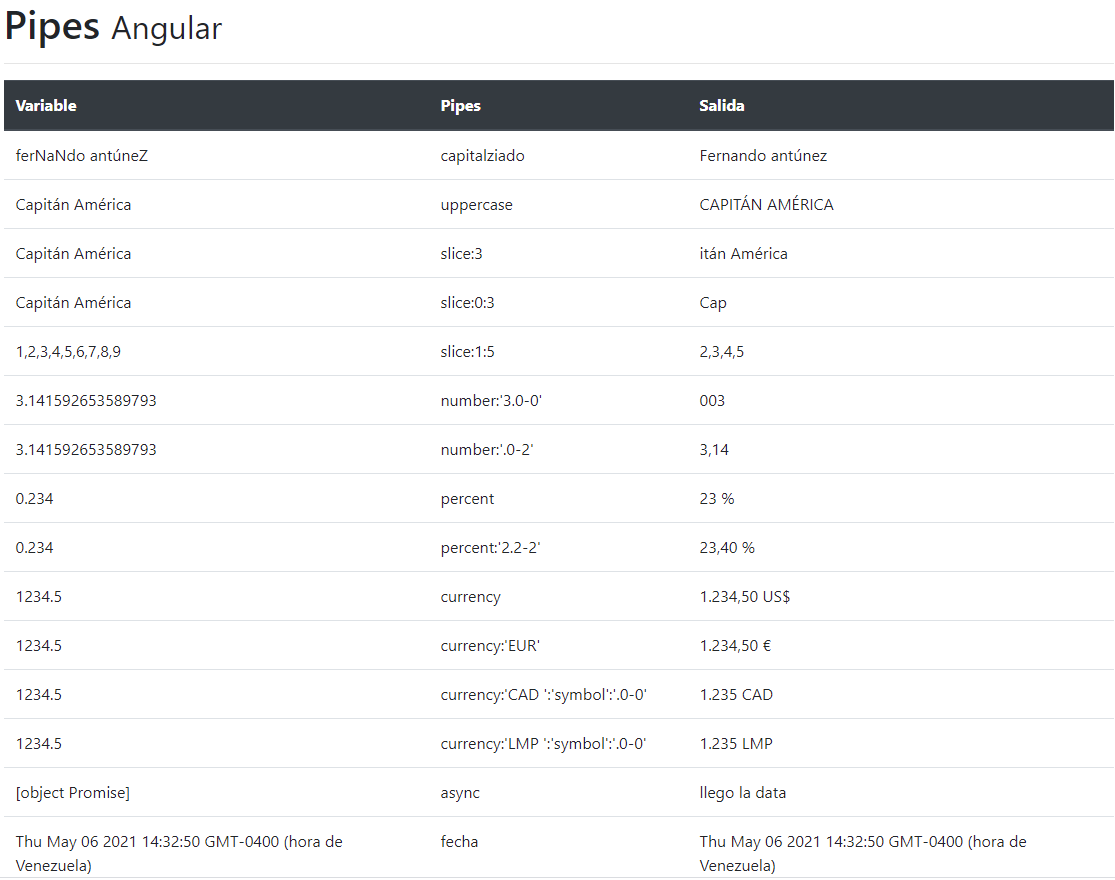 Pipes Angular
Variable Pipes Salida
ferNaNdo antúneZ capitalziado Fernando antúnez
Capitán América uppercase CAPITÁN AMÉRICA
Capitán América slice:3 itán América
Capitán América slice:0:3 Cap
1,2,3,4,5,6,7,8,9 slice:1:5 2,3,4,5
3.141592653589793 number:'3.0-0' 003
3.141592653589793 number:'.0-2' 3,14
0.234 percent 23 %
0.234 percent:'2.2-2' 23,40 %
1234.5 currency 1.234,50 US$
1234.5 currency:'EUR' 1.234,50 €
1234.5 currency:'CAD ':'symbol':'.0-0' 1.235 CAD
1234.5 currency:'LMP ':'symbol':'.0-0' 1.235 LMP
[object Promise] async llego la data
Thu May 06 2021 14:32:50 GMT-0400 (hora de fecha Thu May 06 2021 14:32:50 GMT-0400 (hora de
Venezuela) Venezuela)